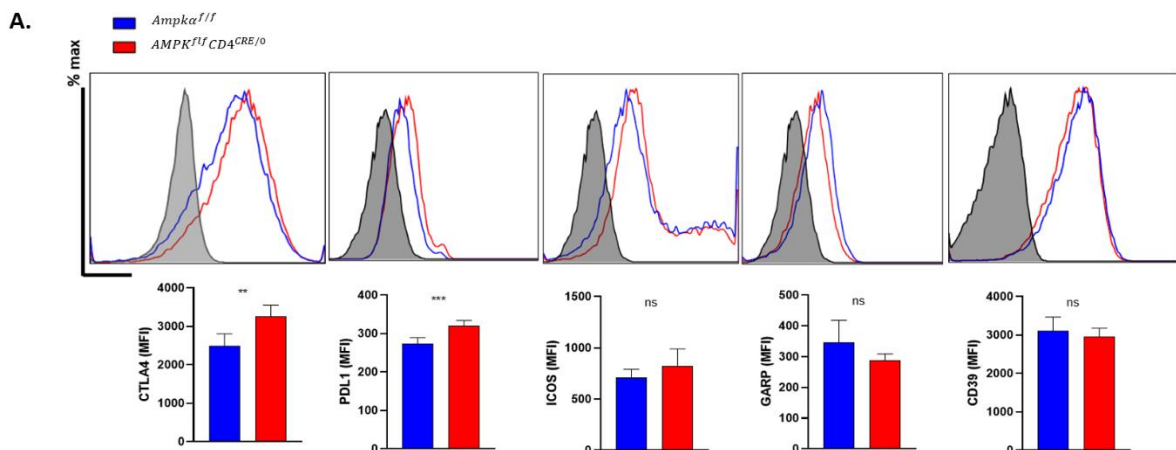 A.
Ampkα^{f/f}
AMPK^{flf}CD4^{CRE/0}
% max
**
***
ns
ns
ns
CTLA4 (MFI)
4000
3000
2000
1000
0
PDL1 (MFI)
400
300
200
100
0
ICOS (MFI)
1500
1000
500
0
GARP (MFI)
500
400
300
200
100
0
CD39 (MFI)
4000
3000
2000
1000
0